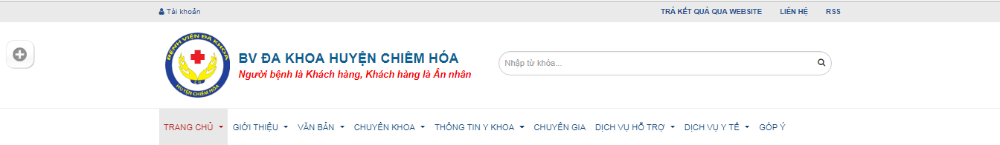 Tài khoản
TRẢ KẾT QUẢ QUA WEBSITE LIÊN HỆ RSS
BỆNH VIỆN ĐA KHOA
HUYỆN CHIÊM HÓA
BV ĐA KHOA HUYỆN CHIÊM HÓA
Người bệnh là Khách hàng, Khách hàng là Ân nhân
Nhập từ khóa...
TRANG CHỦ GIỚI THIỆU VĂN BẢN CHUYÊN KHOA THÔNG TIN Y KHOA CHUYÊN GIA DỊCH VỤ HỖ TRỢ DỊCH VỤ Y TẾ GÓP Ý